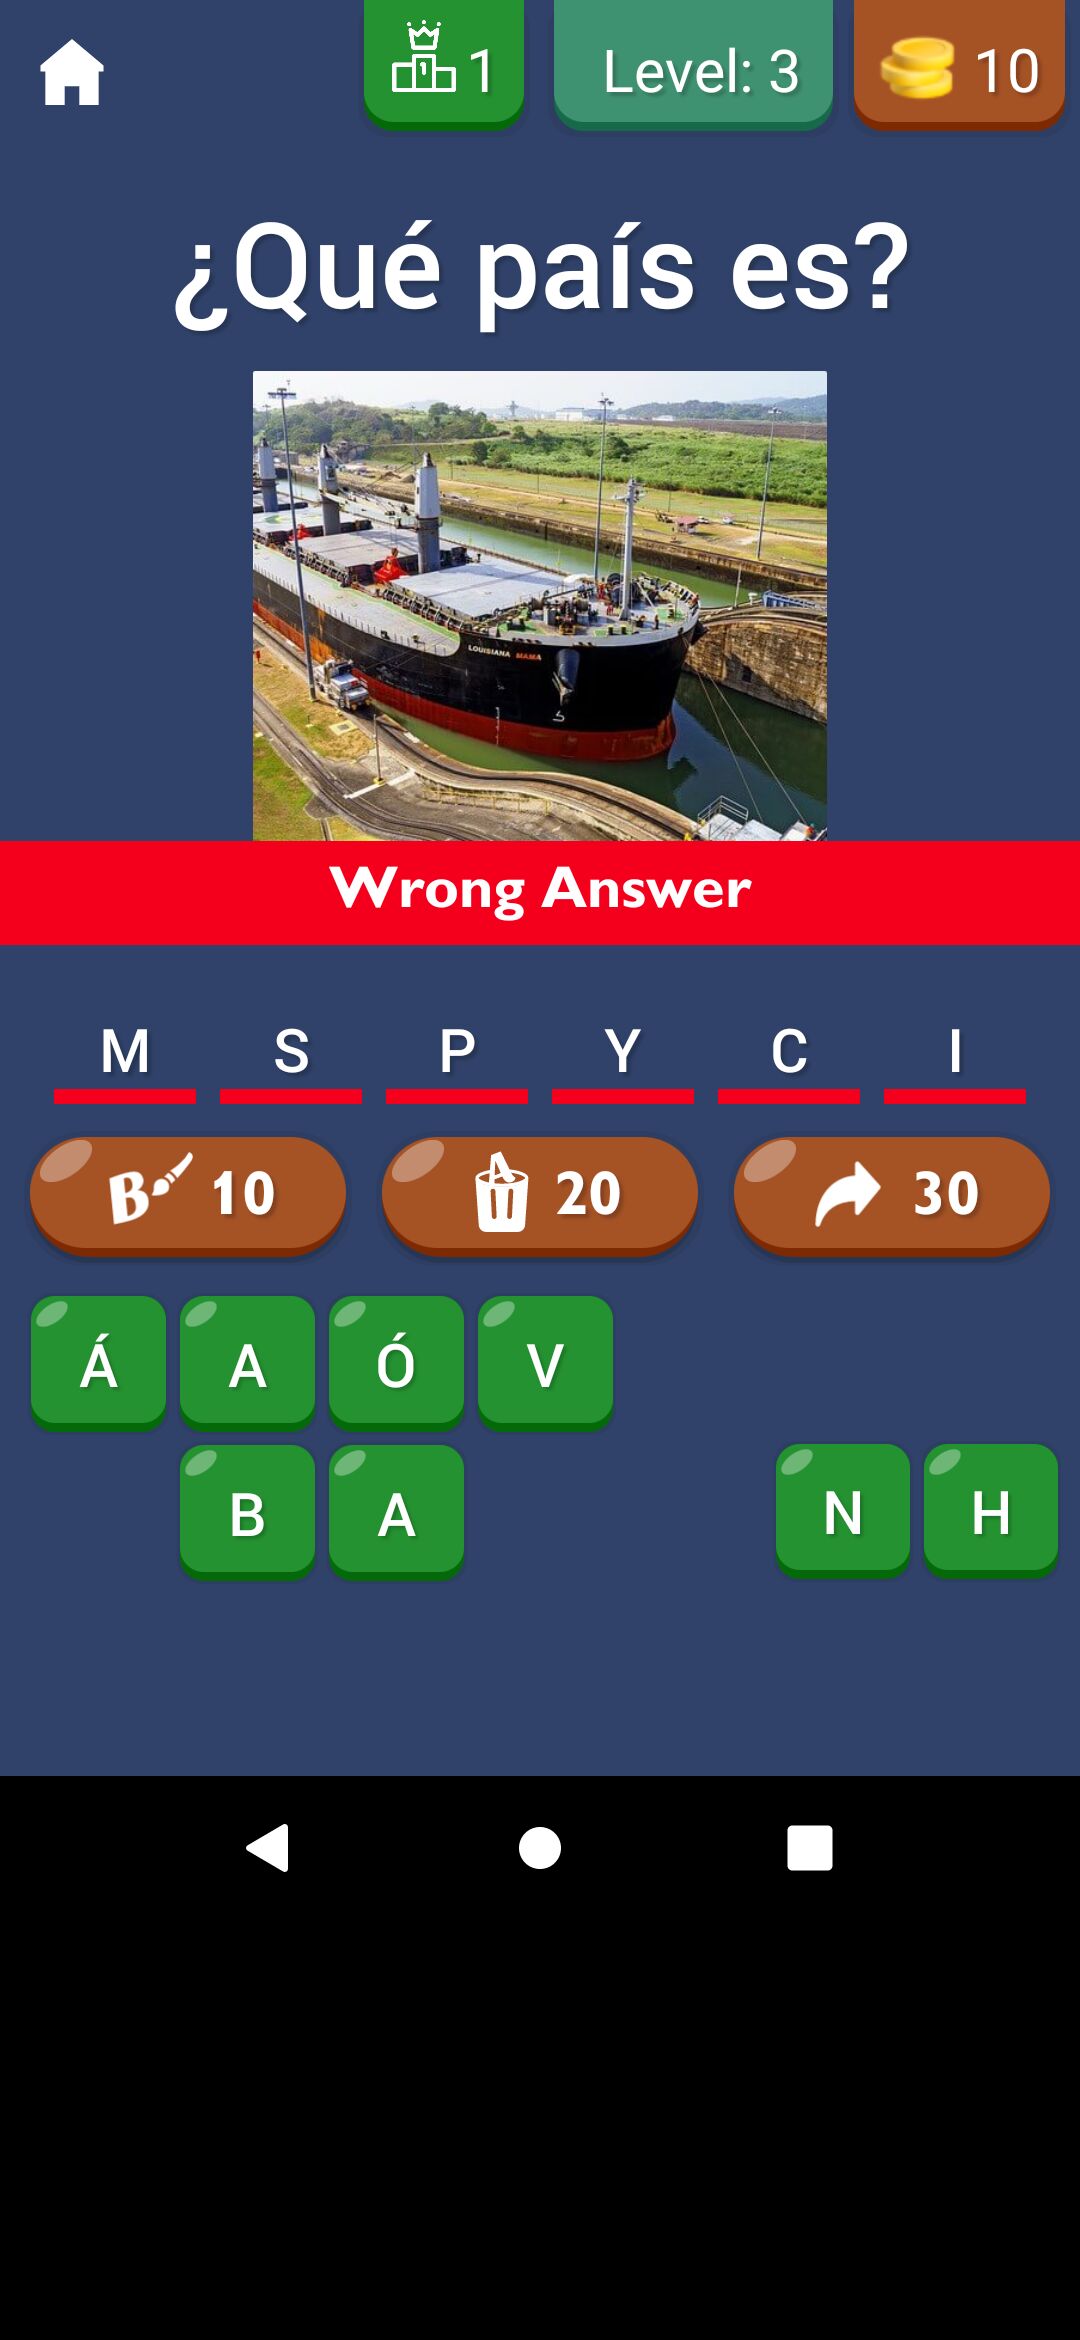 1
Level: 3
10
¿Qué país es?
LOUISIANA MAMA
Wrong Answer
M S P Y C I
B 10
20
30
Á A Ó V
B A N H